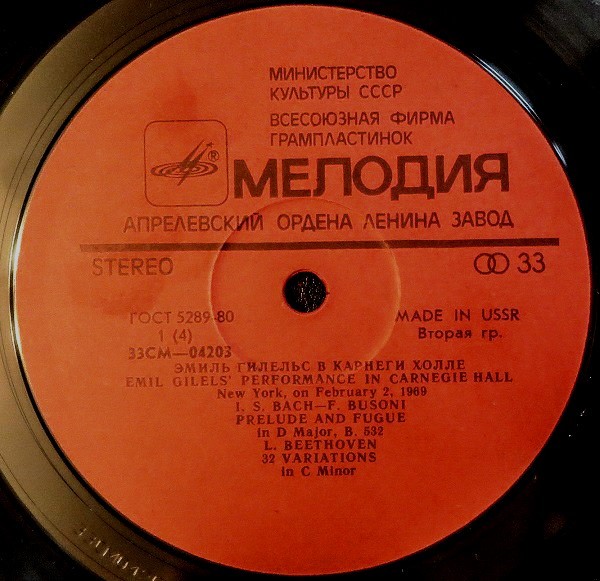 МИНИСТЕРСТВО
КУЛЬТУРЫ СССР
ВСЕСОЮЗНАЯ ФИРМА
ГРАМПЛАСТИНОК
®
МЕЛОДИЯ
АПРЕЛЕВСКИЙ ОРДЕНА ЛЕНИНА ЗАВОД
STEREO 33
ГОСТ 5289-80 MADE IN USSR
1 (4) Вторая гр.
33СМ—04203
ЭМИЛЬ ГИЛЕЛЬС В КАРНЕГИ ХОЛЛЕ
EMIL GILELS' PERFORMANCE IN CARNEGIE HALL
New York, on February 2, 1969
I. S. BACH—F. BUSONI
PRELUDE AND FUGUE
in D Major, B. 532
L. BEETHOVEN
32 VARIATIONS
in C Minor